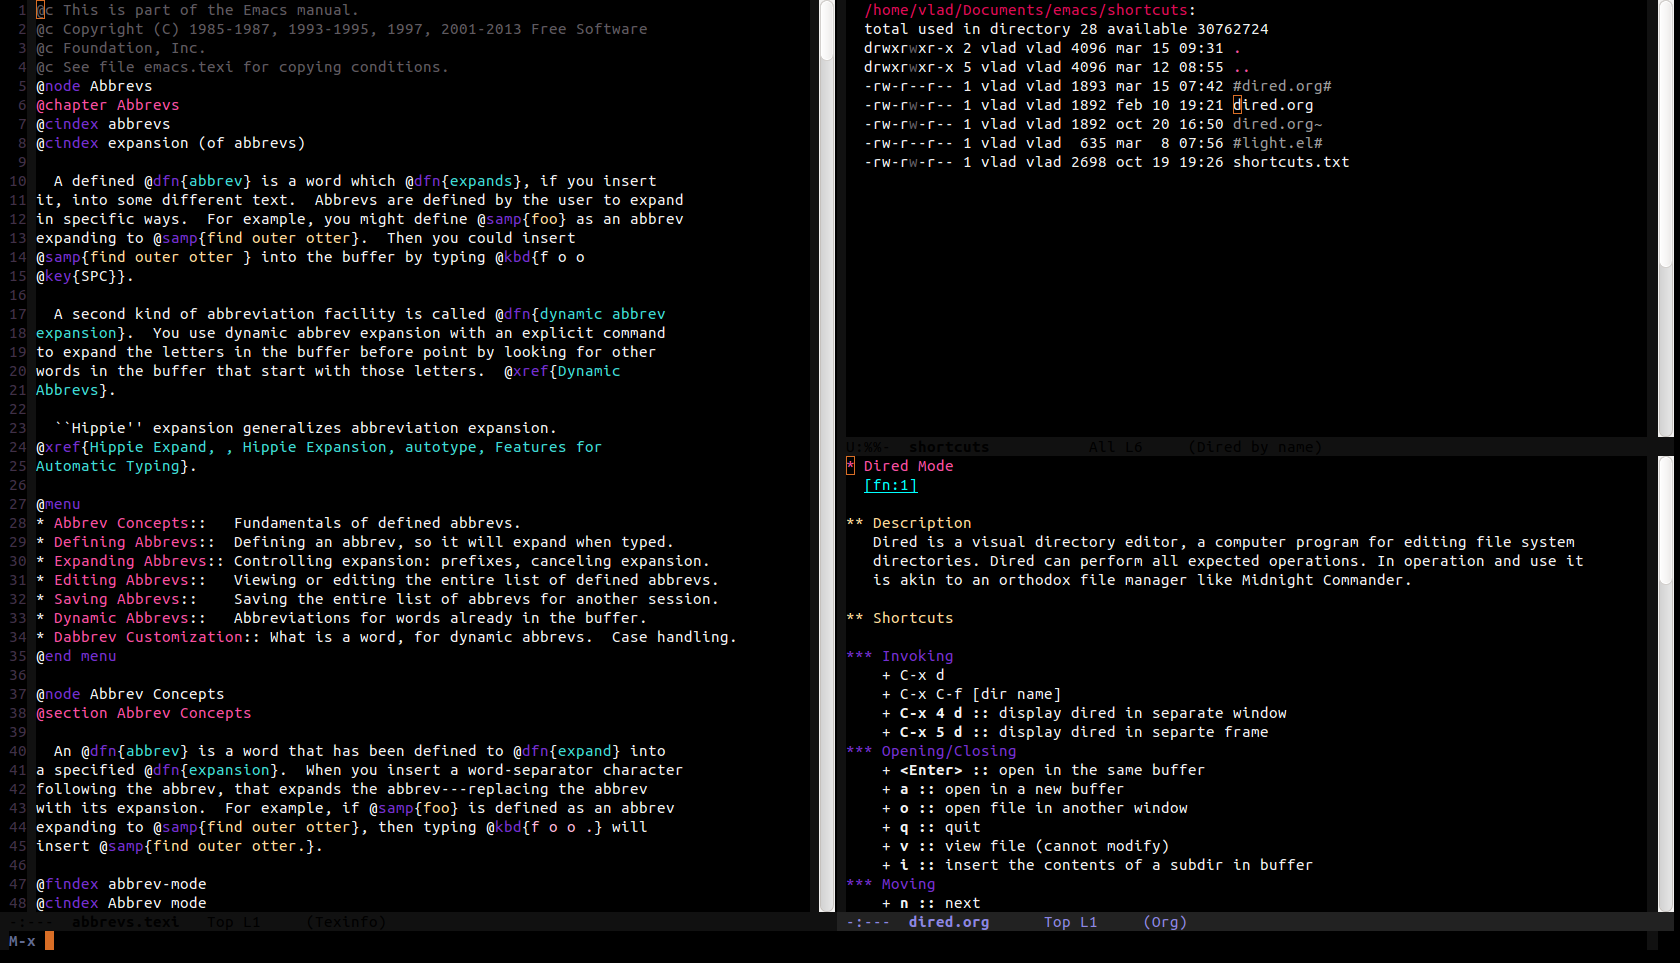 1 @c This is part of the Emacs manual.
2 @c Copyright (C) 1985-1987, 1993-1995, 1997, 2001-2013 Free Software
3 @c Foundation, Inc.
4 @c See file emacs.texi for copying conditions.
5 @node Abbrevs
6 @chapter Abbrevs
7 @cindex abbrevs
8 @cindex expansion (of abbrevs)
9
10   A defined @dfn{abbrev} is a word which @dfn{expands}, if you insert
11 it, into some different text.  Abbrevs are defined by the user to expand
12 in specific ways.  For example, you might define @samp{foo} as an abbrev
13 expanding to @samp{find outer otter}.  Then you could insert
14 @samp{find outer otter } into the buffer by typing @kbd{f o o
15 @key{SPC}}.
16
17   A second kind of abbreviation facility is called @dfn{dynamic abbrev
18 expansion}.  You use dynamic abbrev expansion with an explicit command
19 to expand the letters in the buffer before point by looking for other
20 words in the buffer that start with those letters.  @xref{Dynamic
21 Abbrevs}.
22
23   ``Hippie'' expansion generalizes abbreviation expansion.
24 @xref{Hippie Expand, , Hippie Expansion, autotype, Features for
25 Automatic Typing}.
26
27 @menu
28 * Abbrev Concepts::   Fundamentals of defined abbrevs.
29 * Defining Abbrevs::  Defining an abbrev, so it will expand when typed.
30 * Expanding Abbrevs:: Controlling expansion: prefixes, canceling expansion.
31 * Editing Abbrevs::   Viewing or editing the entire list of defined abbrevs.
32 * Saving Abbrevs::    Saving the entire list of abbrevs for another session.
33 * Dynamic Abbrevs::   Abbreviations for words already in the buffer.
34 * Dabbrev Customization:: What is a word, for dynamic abbrevs.  Case handling.
35 @end menu
36
37 @node Abbrev Concepts
38 @section Abbrev Concepts
39
40   An @dfn{abbrev} is a word that has been defined to @dfn{expand} into
41 a specified @dfn{expansion}.  When you insert a word-separator character
42 following the abbrev, that expands the abbrev---replacing the abbrev
43 with its expansion.  For example, if @samp{foo} is defined as an abbrev
44 expanding to @samp{find outer otter}, then typing @kbd{f o o .} will
45 insert @samp{find outer otter.}.
46
47 @findex abbrev-mode
48 @cindex Abbrev mode
-:---  abbrevs.texi   Top L1     (Texinfo)
/home/vlad/Documents/emacs/shortcuts:
total used in directory 28 available 30762724
drwxrwxr-x 2 vlad vlad 4096 mar 15 09:31 .
drwxrwxr-x 5 vlad vlad 4096 mar 12 08:55 ..
-rw-r--r-- 1 vlad vlad 1893 mar 15 07:42 #dired.org#
-rw-rw-r-- 1 vlad vlad 1892 feb 10 19:21 dired.org
-rw-rw-r-- 1 vlad vlad 1892 oct 20 16:50 dired.org~
-rw-r--r-- 1 vlad vlad  635 mar  8 07:56 #light.el#
-rw-rw-r-- 1 vlad vlad 2698 oct 19 19:26 shortcuts.txt
U:%%-  shortcuts           All L6     (Dired by name)
* Dired Mode
  [fn:1]

** Description
   Dired is a visual directory editor, a computer program for editing file system
   directories. Dired can perform all expected operations. In operation and use it
   is akin to an orthodox file manager like Midnight Commander.

** Shortcuts

*** Invoking
    + C-x d
    + C-x C-f [dir name]
    + C-x 4 d :: display dired in separate window
    + C-x 5 d :: display dired in separte frame
*** Opening/Closing
    + <Enter> :: open in the same buffer
    + a :: open in a new buffer
    + o :: open file in another window
    + q :: quit
    + v :: view file (cannot modify)
    + i :: insert the contents of a subdir in buffer
*** Moving
    + n :: next
-:---  dired.org      Top L1     (Org)
M-x